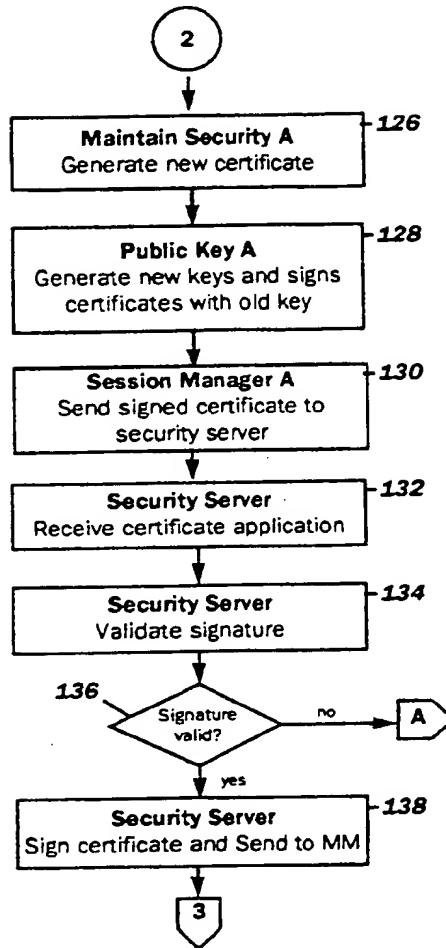 2
Maintain Security A
126
Generate new certificate
Public Key A
128
Generate new keys and signs
certificates with old key
Session Manager A
130
Send signed certificate to
security server
Security Server
132
Receive certificate application
Security Server
134
Validate signature
136
Signature
valid?
no
A
yes
Security Server
138
Sign certificate and Send to MM
3